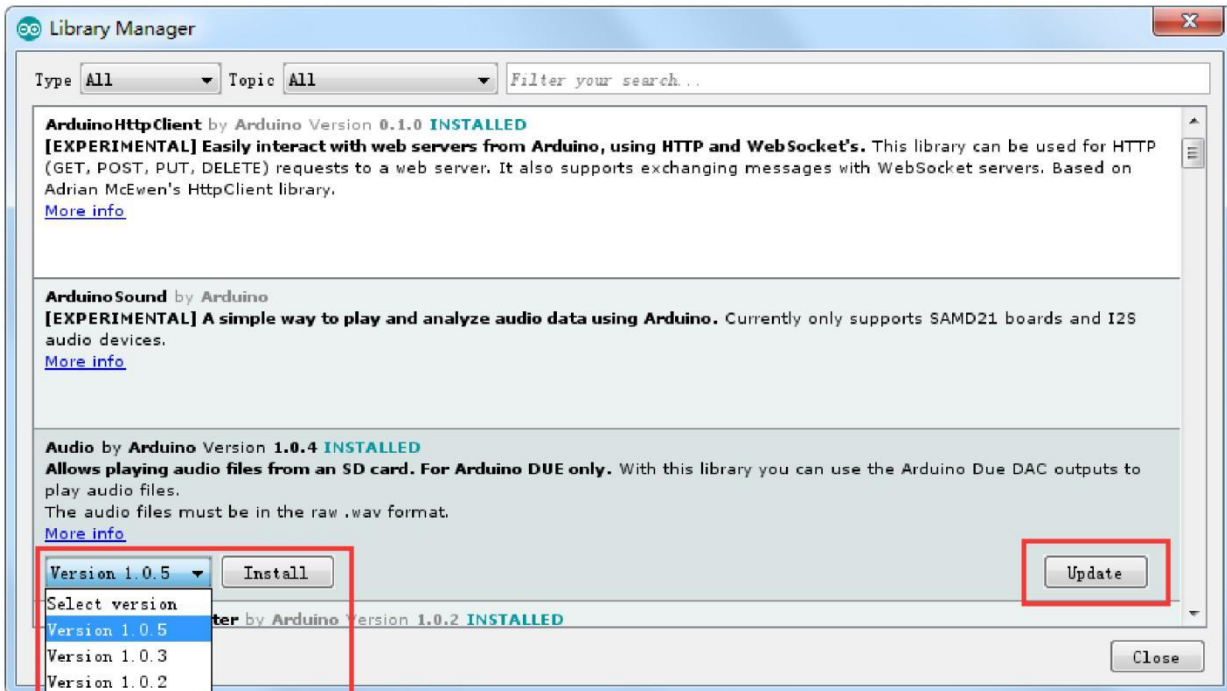 Library Manager
Type All Topic All Filter your search...
ArduinoHttpClient by Arduino Version 0.1.0 INSTALLED
[EXPERIMENTAL] Easily interact with web servers from Arduino, using HTTP and WebSocket's. This library can be used for HTTP
(GET, POST, PUT, DELETE) requests to a web server. It also supports exchanging messages with WebSocket servers. Based on
Adrian McEwen's HttpClient library.
More info
ArduinoSound by Arduino
[EXPERIMENTAL] A simple way to play and analyze audio data using Arduino. Currently only supports SAMD21 boards and I2S
audio devices.
More info
Audio by Arduino Version 1.0.4 INSTALLED
Allows playing audio files from an SD card. For Arduino DUE only. With this library you can use the Arduino Due DAC outputs to
play audio files.
The audio files must be in the raw .wav format.
More info
Version 1.0.5 Install Update
Select version
ter by Arduino Version 1.0.2 INSTALLED
Version 1.0.5
Version 1.0.3
Close
Version 1.0.2